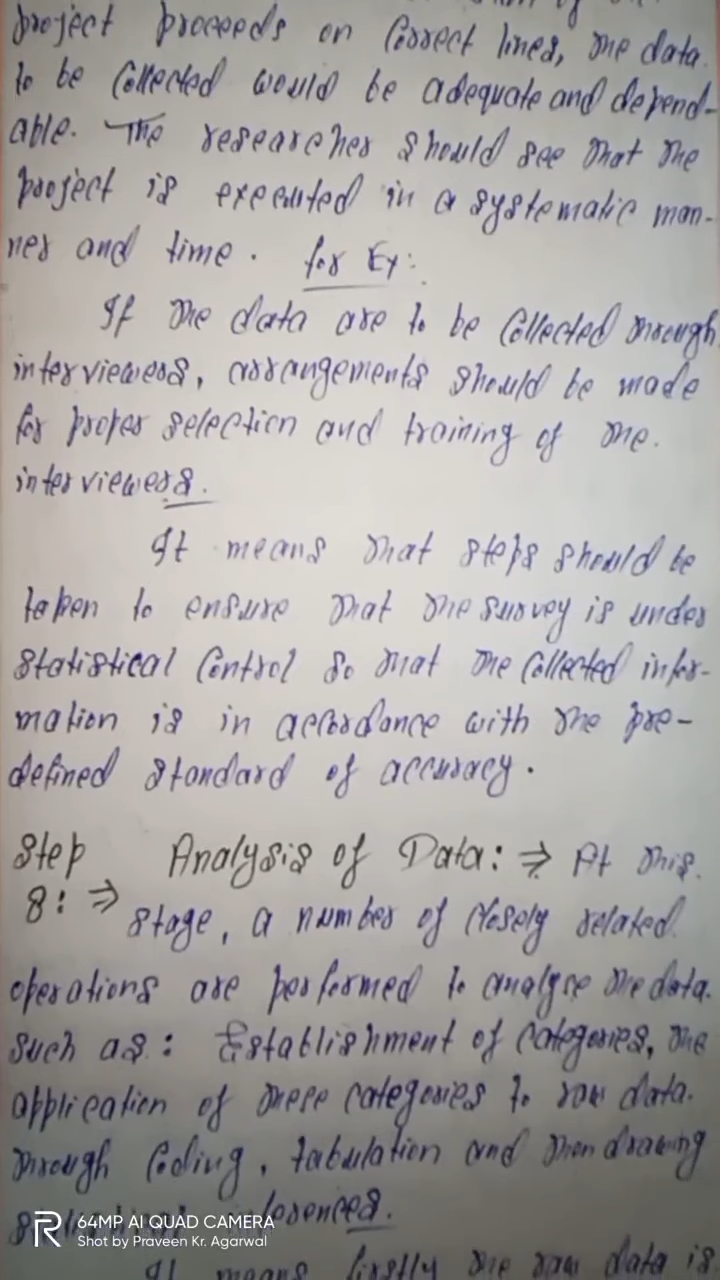 project proceeds on Correct lines, the data
to be Collected would be adequate and depend-
able. The researcher should see that the
project is executed in a systematic man-
ner and time. for Ex:
If the data are to be Collected through
interviewers, arrangements should be made
for proper selection and training of the.
interviewers.
It means that steps should be
taken to ensure that the survey is under
Statistical Control so that the Collected infor-
mation is in accordance with the pre-
defined standard of accuracy.
Step Analysis of Data: ⇒ At this
8: ⇒ stage, a number of closely related
operations are performed to analyse the data.
such as: Establishment of Categories, the
application of these categories to raw data.
through Coding, tabulation and then drawing
inferences.
64MP AI QUAD CAMERA
Shot by Praveen Kr. Agarwal
It means firstly the raw data is